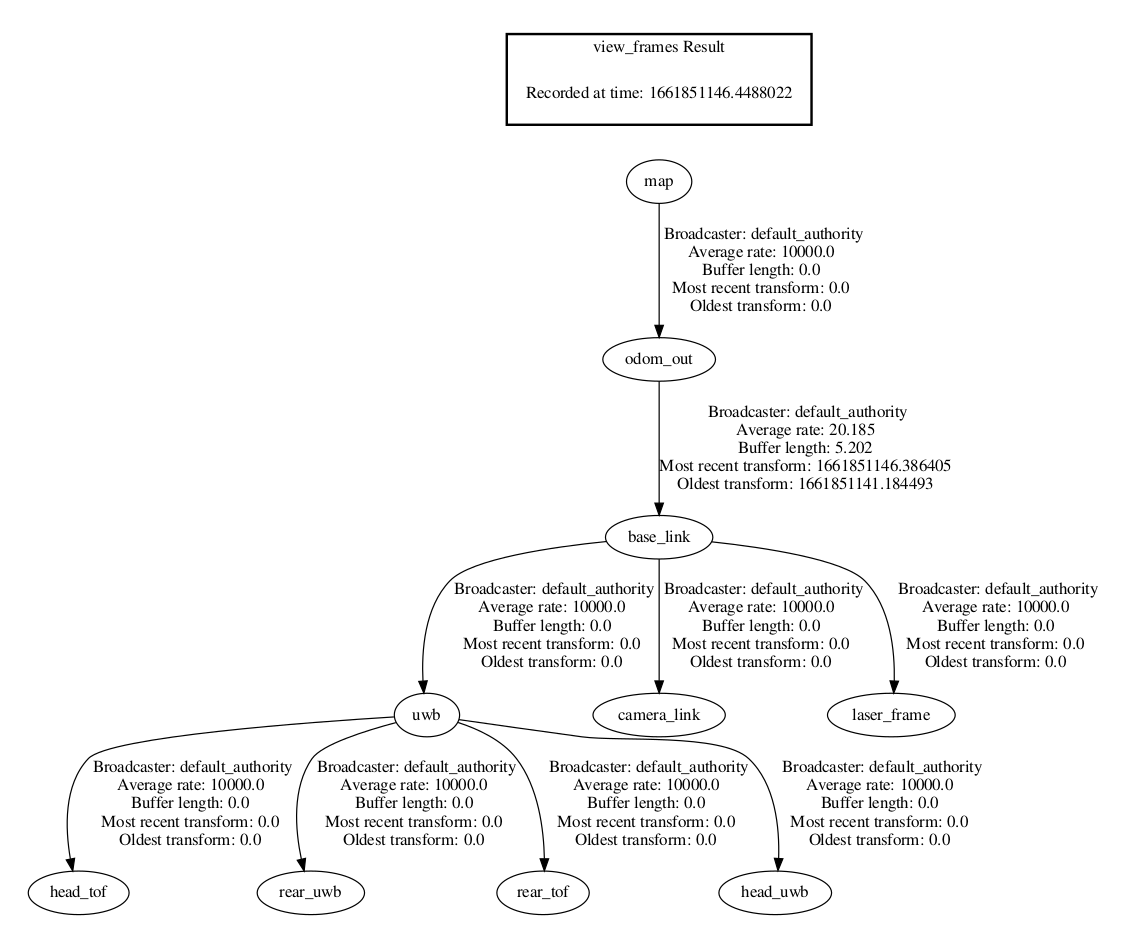 view_frames Result
Recorded at time: 1661851146.4488022
map
Broadcaster: default_authority
Average rate: 10000.0
Buffer length: 0.0
Most recent transform: 0.0
Oldest transform: 0.0
odom_out
Broadcaster: default_authority
Average rate: 20.185
Buffer length: 5.202
Most recent transform: 1661851146.386405
Oldest transform: 1661851141.184493
base_link
Broadcaster: default_authority
Average rate: 10000.0
Buffer length: 0.0
Most recent transform: 0.0
Oldest transform: 0.0
Broadcaster: default_authority
Average rate: 10000.0
Buffer length: 0.0
Most recent transform: 0.0
Oldest transform: 0.0
Broadcaster: default_authority
Average rate: 10000.0
Buffer length: 0.0
Most recent transform: 0.0
Oldest transform: 0.0
uwb
camera_link
laser_frame
Broadcaster: default_authority
Average rate: 10000.0
Buffer length: 0.0
Most recent transform: 0.0
Oldest transform: 0.0
Broadcaster: default_authority
Average rate: 10000.0
Buffer length: 0.0
Most recent transform: 0.0
Oldest transform: 0.0
Broadcaster: default_authority
Average rate: 10000.0
Buffer length: 0.0
Most recent transform: 0.0
Oldest transform: 0.0
Broadcaster: default_authority
Average rate: 10000.0
Buffer length: 0.0
Most recent transform: 0.0
Oldest transform: 0.0
head_tof
rear_uwb
rear_tof
head_uwb